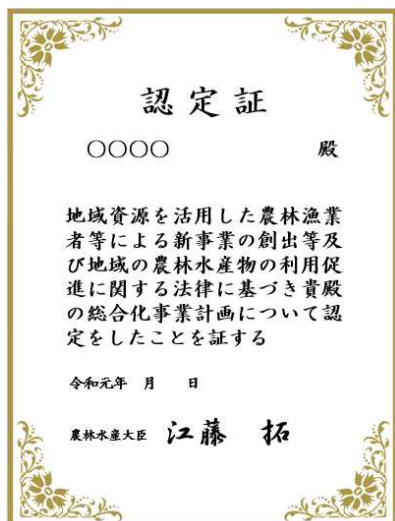 認定証
○○○○ 殿
地域資源を活用した農林漁業
者等による新事業の創出等及
び地域の農林水産物の利用促
進に関する法律に基づき貴殿
の総合化事業計画について認
定をしたことを証する
令和元年 月 日
農林水産大臣 江藤 拓